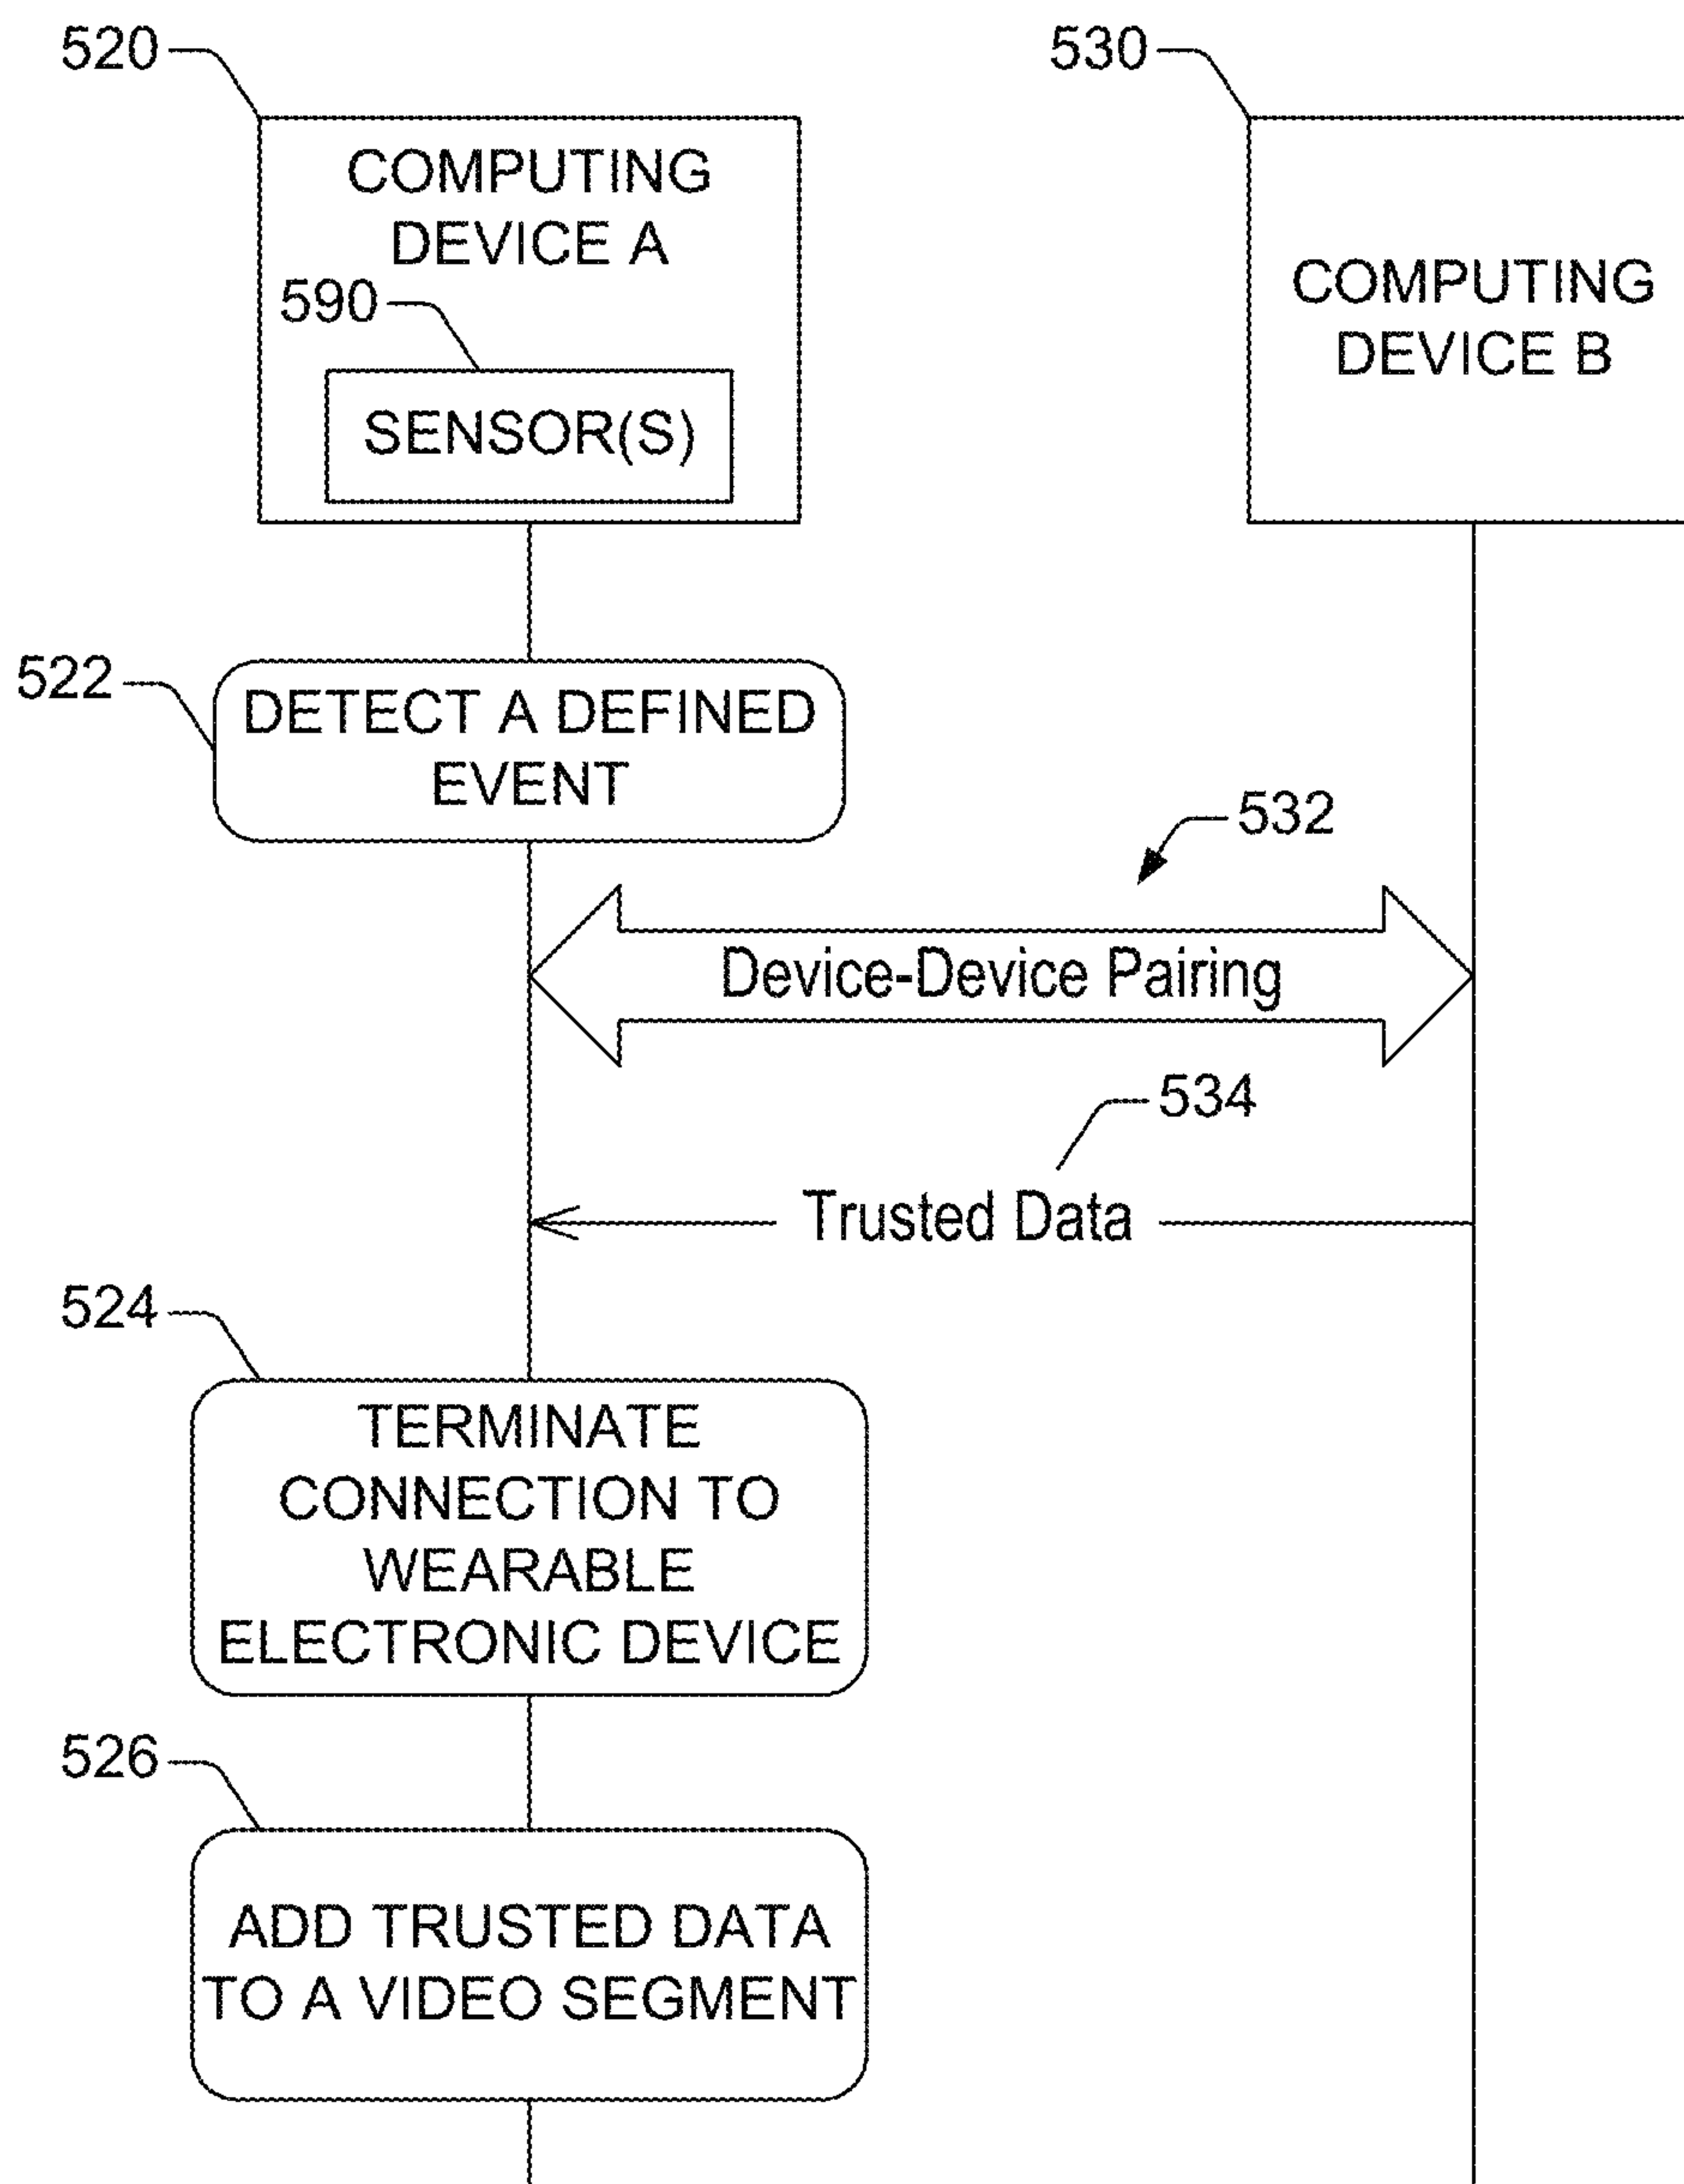 520
530
COMPUTING
DEVICE A
590
SENSOR(S)
COMPUTING
DEVICE B
522
DETECT A DEFINED
EVENT
532
Device-Device Pairing
534
Trusted Data
524
TERMINATE
CONNECTION TO
WEARABLE
ELECTRONIC DEVICE
526
ADD TRUSTED DATA
TO A VIDEO SEGMENT